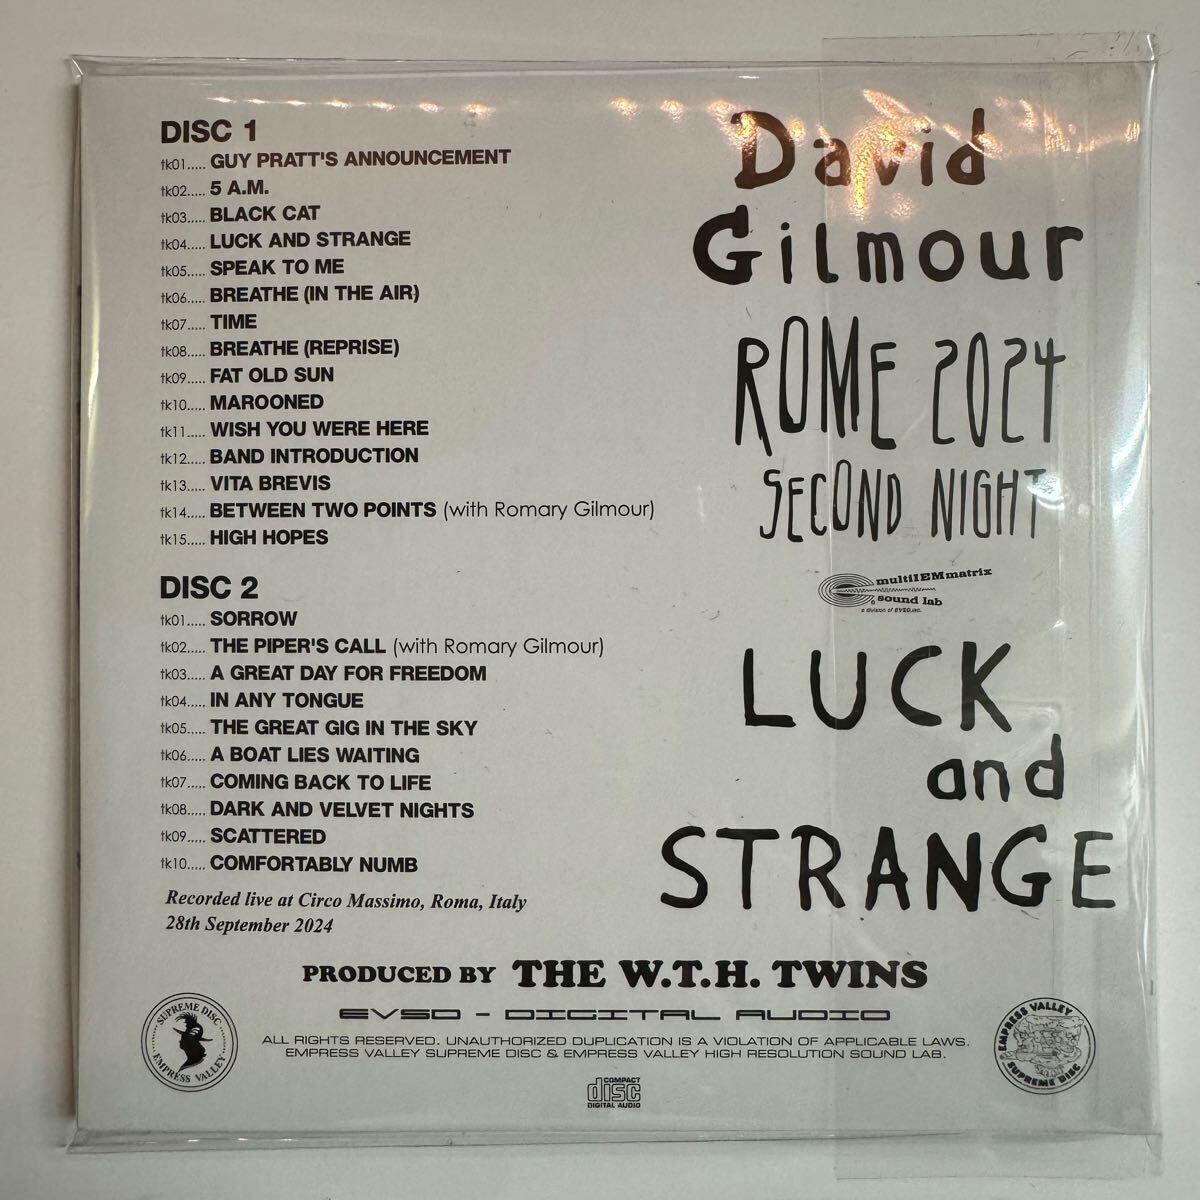 DISC 1
tk01..... GUY PRATT'S ANNOUNCEMENT
tk02..... 5 A.M.
tk03..... BLACK CAT
tk04..... LUCK AND STRANGE
tk05..... SPEAK TO ME
tk06..... BREATHE (IN THE AIR)
tk07..... TIME
tk08..... BREATHE (REPRISE)
tk09..... FAT OLD SUN
tk10..... MAROONED
tk11..... WISH YOU WERE HERE
tk12..... BAND INTRODUCTION
tk13..... VITA BREVIS
tk14..... BETWEEN TWO POINTS (with Romary Gilmour)
tk15..... HIGH HOPES
DISC 2
tk01..... SORROW
tk02..... THE PIPER'S CALL (with Romary Gilmour)
tk03..... A GREAT DAY FOR FREEDOM
tk04..... IN ANY TONGUE
tk05..... THE GREAT GIG IN THE SKY
tk06..... A BOAT LIES WAITING
tk07..... COMING BACK TO LIFE
tk08..... DARK AND VELVET NIGHTS
tk09..... SCATTERED
tk10..... COMFORTABLY NUMB
Recorded live at Circo Massimo, Roma, Italy
28th September 2024
David
Gilmour
ROME 2024
SECOND NIGHT
multiIEMmatrix
sound lab
a division of EVSD,inc.
LUCK
and
STRANGE
PRODUCED BY THE W.T.H. TWINS
EVSD - DIGITAL AUDIO
ALL RIGHTS RESERVED. UNAUTHORIZED DUPLICATION IS A VIOLATION OF APPLICABLE LAWS.
EMPRESS VALLEY SUPREME DISC & EMPRESS VALLEY HIGH RESOLUTION SOUND LAB.
SUPREME DISC
EMPRESS VALLEY
EMPRESS VALLEY
SUPREME DISC
COMPACT
disc
DIGITAL AUDIO